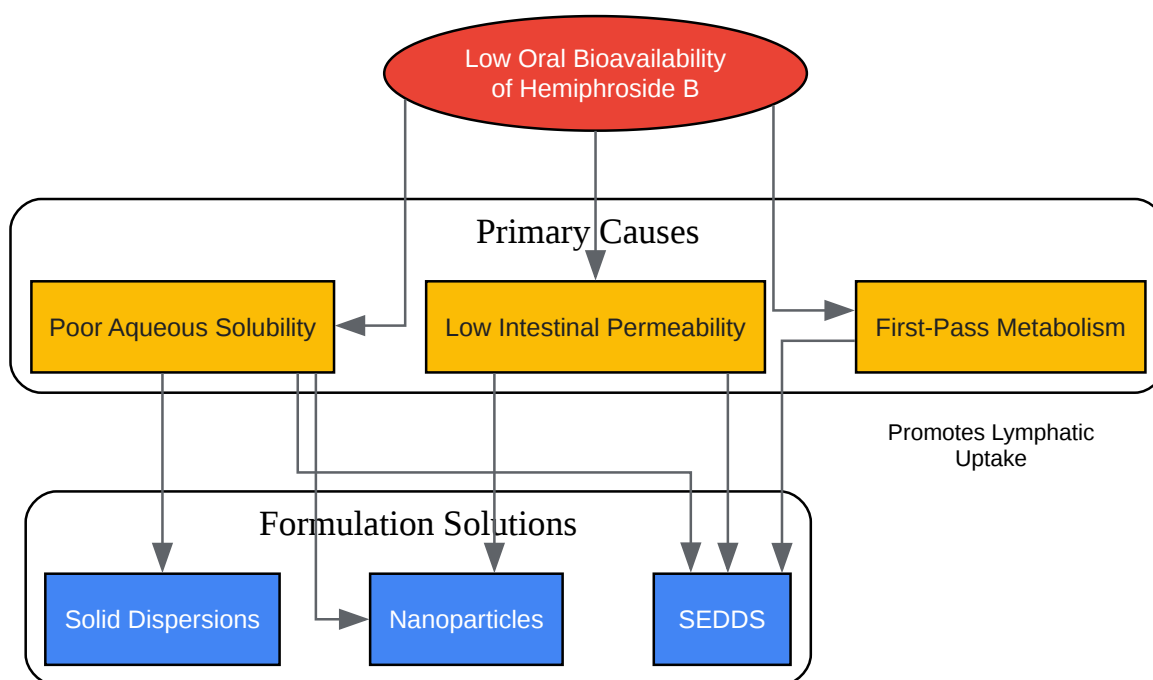 Low Oral Bioavailability
of Hemiphroside B
Primary Causes
Poor Aqueous Solubility
Low Intestinal Permeability
First-Pass Metabolism
Promotes Lymphatic
Uptake
Formulation Solutions
Solid Dispersions
Nanoparticles
SEDDS